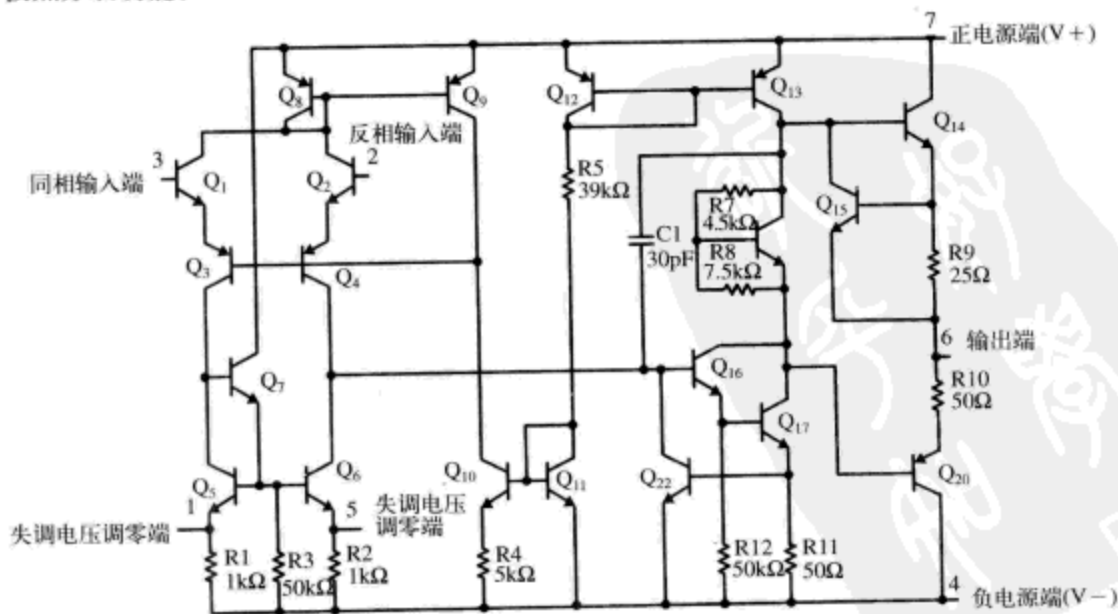 7
正电源端(V+)
Q8
Q9
Q12
Q13
Q14
反相输入端
3
2
同相输入端
Q1
Q2
R5
39kΩ
R7
4.5kΩ
Q15
C1
30pF
R8
7.5kΩ
R9
25Ω
Q3
Q4
6
输出端
Q7
Q16
R10
50Ω
Q17
Q5
Q6
Q10
Q11
Q22
Q20
1
5
失调电压调零端
失调电压
调零端
R1
1kΩ
R3
50kΩ
R2
1kΩ
R4
5kΩ
R12
50kΩ
R11
50Ω
4
负电源端(V−)